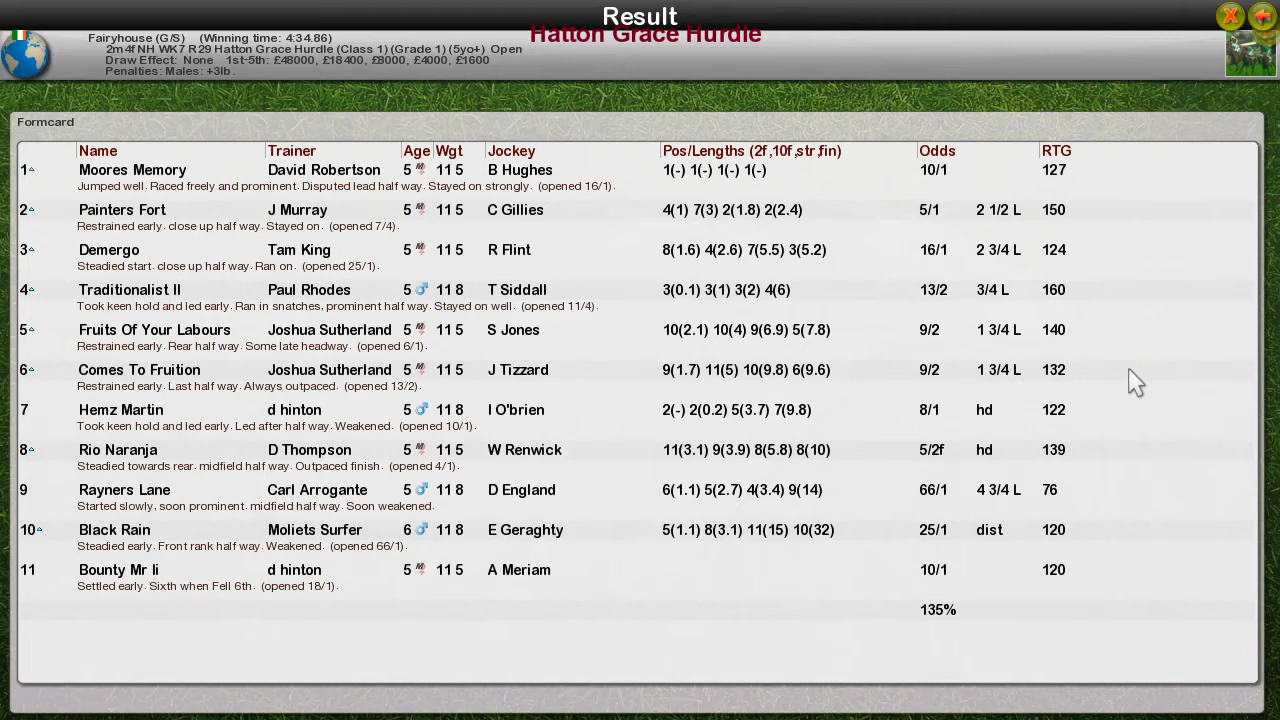 Result
Hatton Grace Hurdle
Fairyhouse (G/S) (Winning time: 4:34.86)
2m4f NH WK7 R29 Hatton Grace Hurdle (Class 1) (Grade 1) (5yo+) Open
Draw Effect: None 1st-5th: £48000, £18400, £8000, £4000, £1600
Penalties: Males: +3lb.
Formcard
Name Trainer Age Wgt Jockey Pos/Lengths (2f,10f,str,fin) Odds RTG
1 Moores Memory David Robertson 5 11 5 B Hughes 1(-) 1(-) 1(-) 1(-) 10/1 127
Jumped well. Raced freely and prominent. Disputed lead half way. Stayed on strongly. (opened 16/1).
2 Painters Fort J Murray 5 11 5 C Gillies 4(1) 7(3) 2(1.8) 2(2.4) 5/1 2 1/2 L 150
Restrained early. close up half way. Stayed on. (opened 7/4).
3 Demergo Tam King 5 11 5 R Flint 8(1.6) 4(2.6) 7(5.5) 3(5.2) 16/1 2 3/4 L 124
Steadied start. close up half way. Ran on. (opened 25/1).
4 Traditionalist II Paul Rhodes 5 11 8 T Siddall 3(0.1) 3(1) 3(2) 4(6) 13/2 3/4 L 160
Took keen hold and led early. Ran in snatches, prominent half way. Stayed on well. (opened 11/4).
5 Fruits Of Your Labours Joshua Sutherland 5 11 5 S Jones 10(2.1) 10(4) 9(6.9) 5(7.8) 9/2 1 3/4 L 140
Restrained early. Rear half way. Some late headway. (opened 6/1).
6 Comes To Fruition Joshua Sutherland 5 11 5 J Tizzard 9(1.7) 11(5) 10(9.8) 6(9.6) 9/2 1 3/4 L 132
Restrained early. Last half way. Always outpaced. (opened 13/2).
7 Hemz Martin d hinton 5 11 8 I O'brien 2(-) 2(0.2) 5(3.7) 7(9.8) 8/1 hd 122
Took keen hold and led early. Led after half way. Weakened. (opened 10/1).
8 Rio Naranja D Thompson 5 11 5 W Renwick 11(3.1) 9(3.9) 8(5.8) 8(10) 5/2f hd 139
Steadied towards rear. midfield half way. Outpaced finish. (opened 4/1).
9 Rayners Lane Carl Arrogante 5 11 8 D England 6(1.1) 5(2.7) 4(3.4) 9(14) 66/1 4 3/4 L 76
Started slowly, soon prominent. midfield half way. Soon weakened.
10 Black Rain Moliets Surfer 6 11 8 E Geraghty 5(1.1) 8(3.1) 11(15) 10(32) 25/1 dist 120
Steadied early. Front rank half way. Weakened. (opened 66/1).
11 Bounty Mr Ii d hinton 5 11 5 A Meriam 10/1 120
Settled early. Sixth when Fell 6th. (opened 18/1).
135%